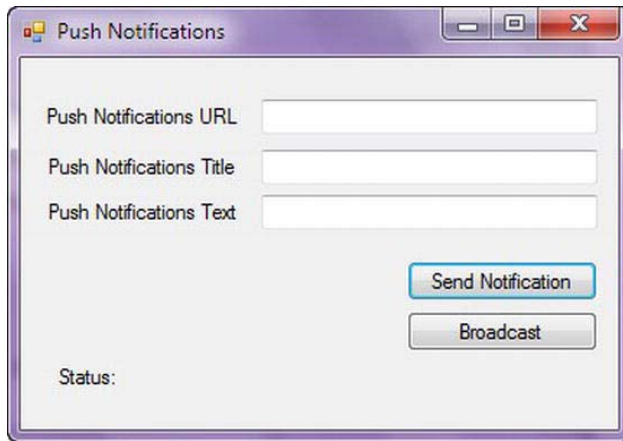 Push Notifications
Push Notifications URL
Push Notifications Title
Push Notifications Text
Send Notification
Broadcast
Status: